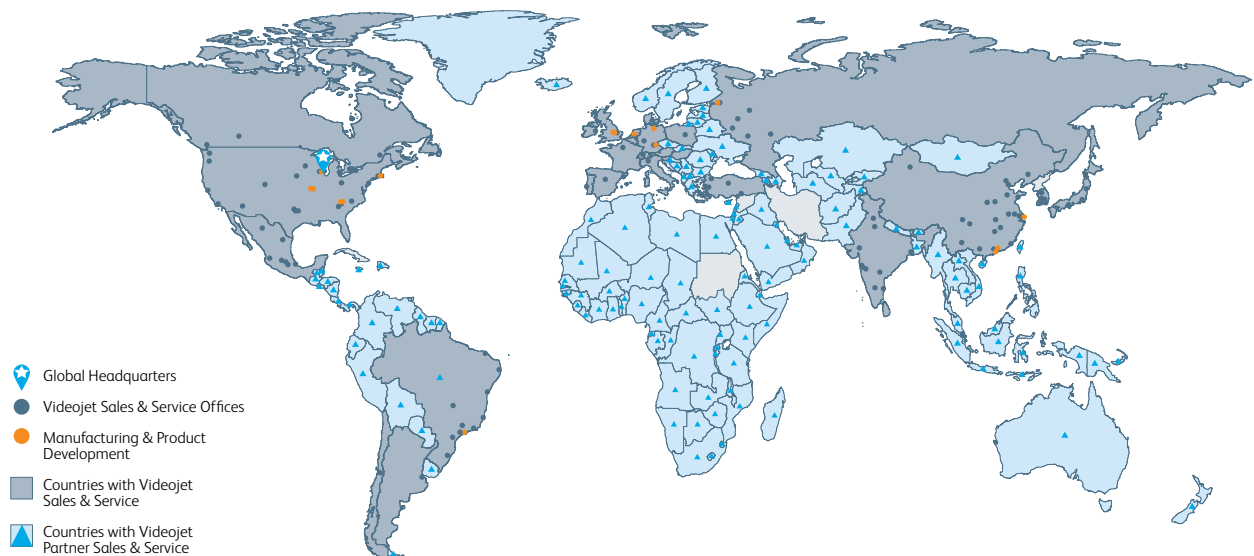 Global Headquarters
Videojet Sales & Service Offices
Manufacturing & Product
Development
Countries with Videojet
Sales & Service
Countries with Videojet
Partner Sales & Service